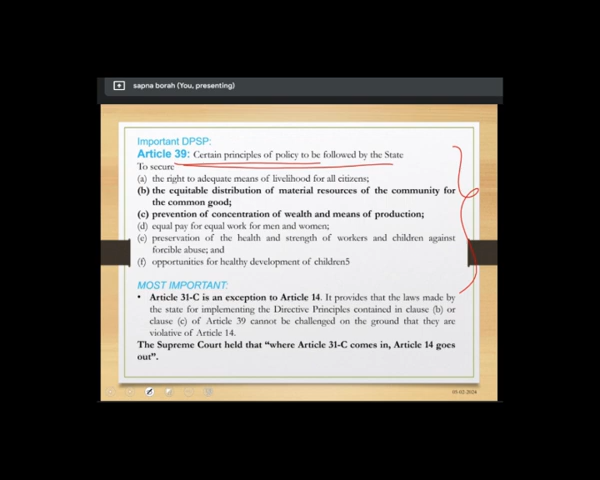 sapna borah (You, presenting)
Important DPSP:
Article 39: Certain principles of policy to be followed by the State
To secure
(a) the right to adequate means of livelihood for all citizens;
(b) the equitable distribution of material resources of the community for
the common good;
(c) prevention of concentration of wealth and means of production;
(d) equal pay for equal work for men and women;
(e) preservation of the health and strength of workers and children against
forcible abuse; and
(f) opportunities for healthy development of children5
MOST IMPORTANT:
• Article 31-C is an exception to Article 14. It provides that the laws made by
the state for implementing the Directive Principles contained in clause (b) or
clause (c) of Article 39 cannot be challenged on the ground that they are
violative of Article 14.
The Supreme Court held that “where Article 31-C comes in, Article 14 goes
out”.